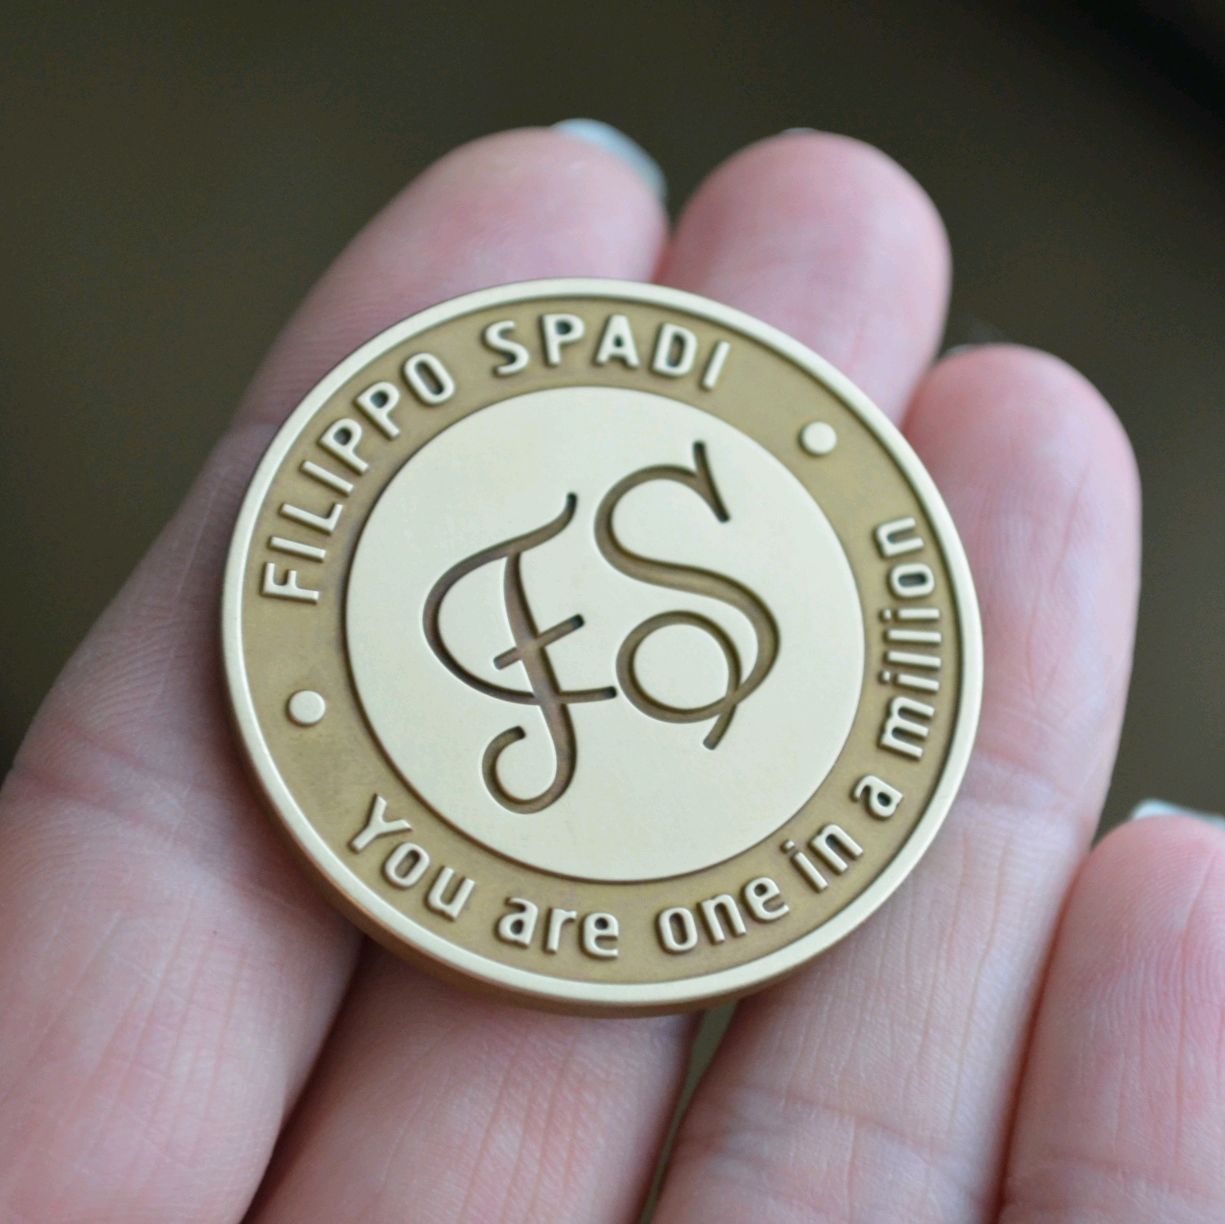 FILIPPO SPADI
FS
You are one in a million